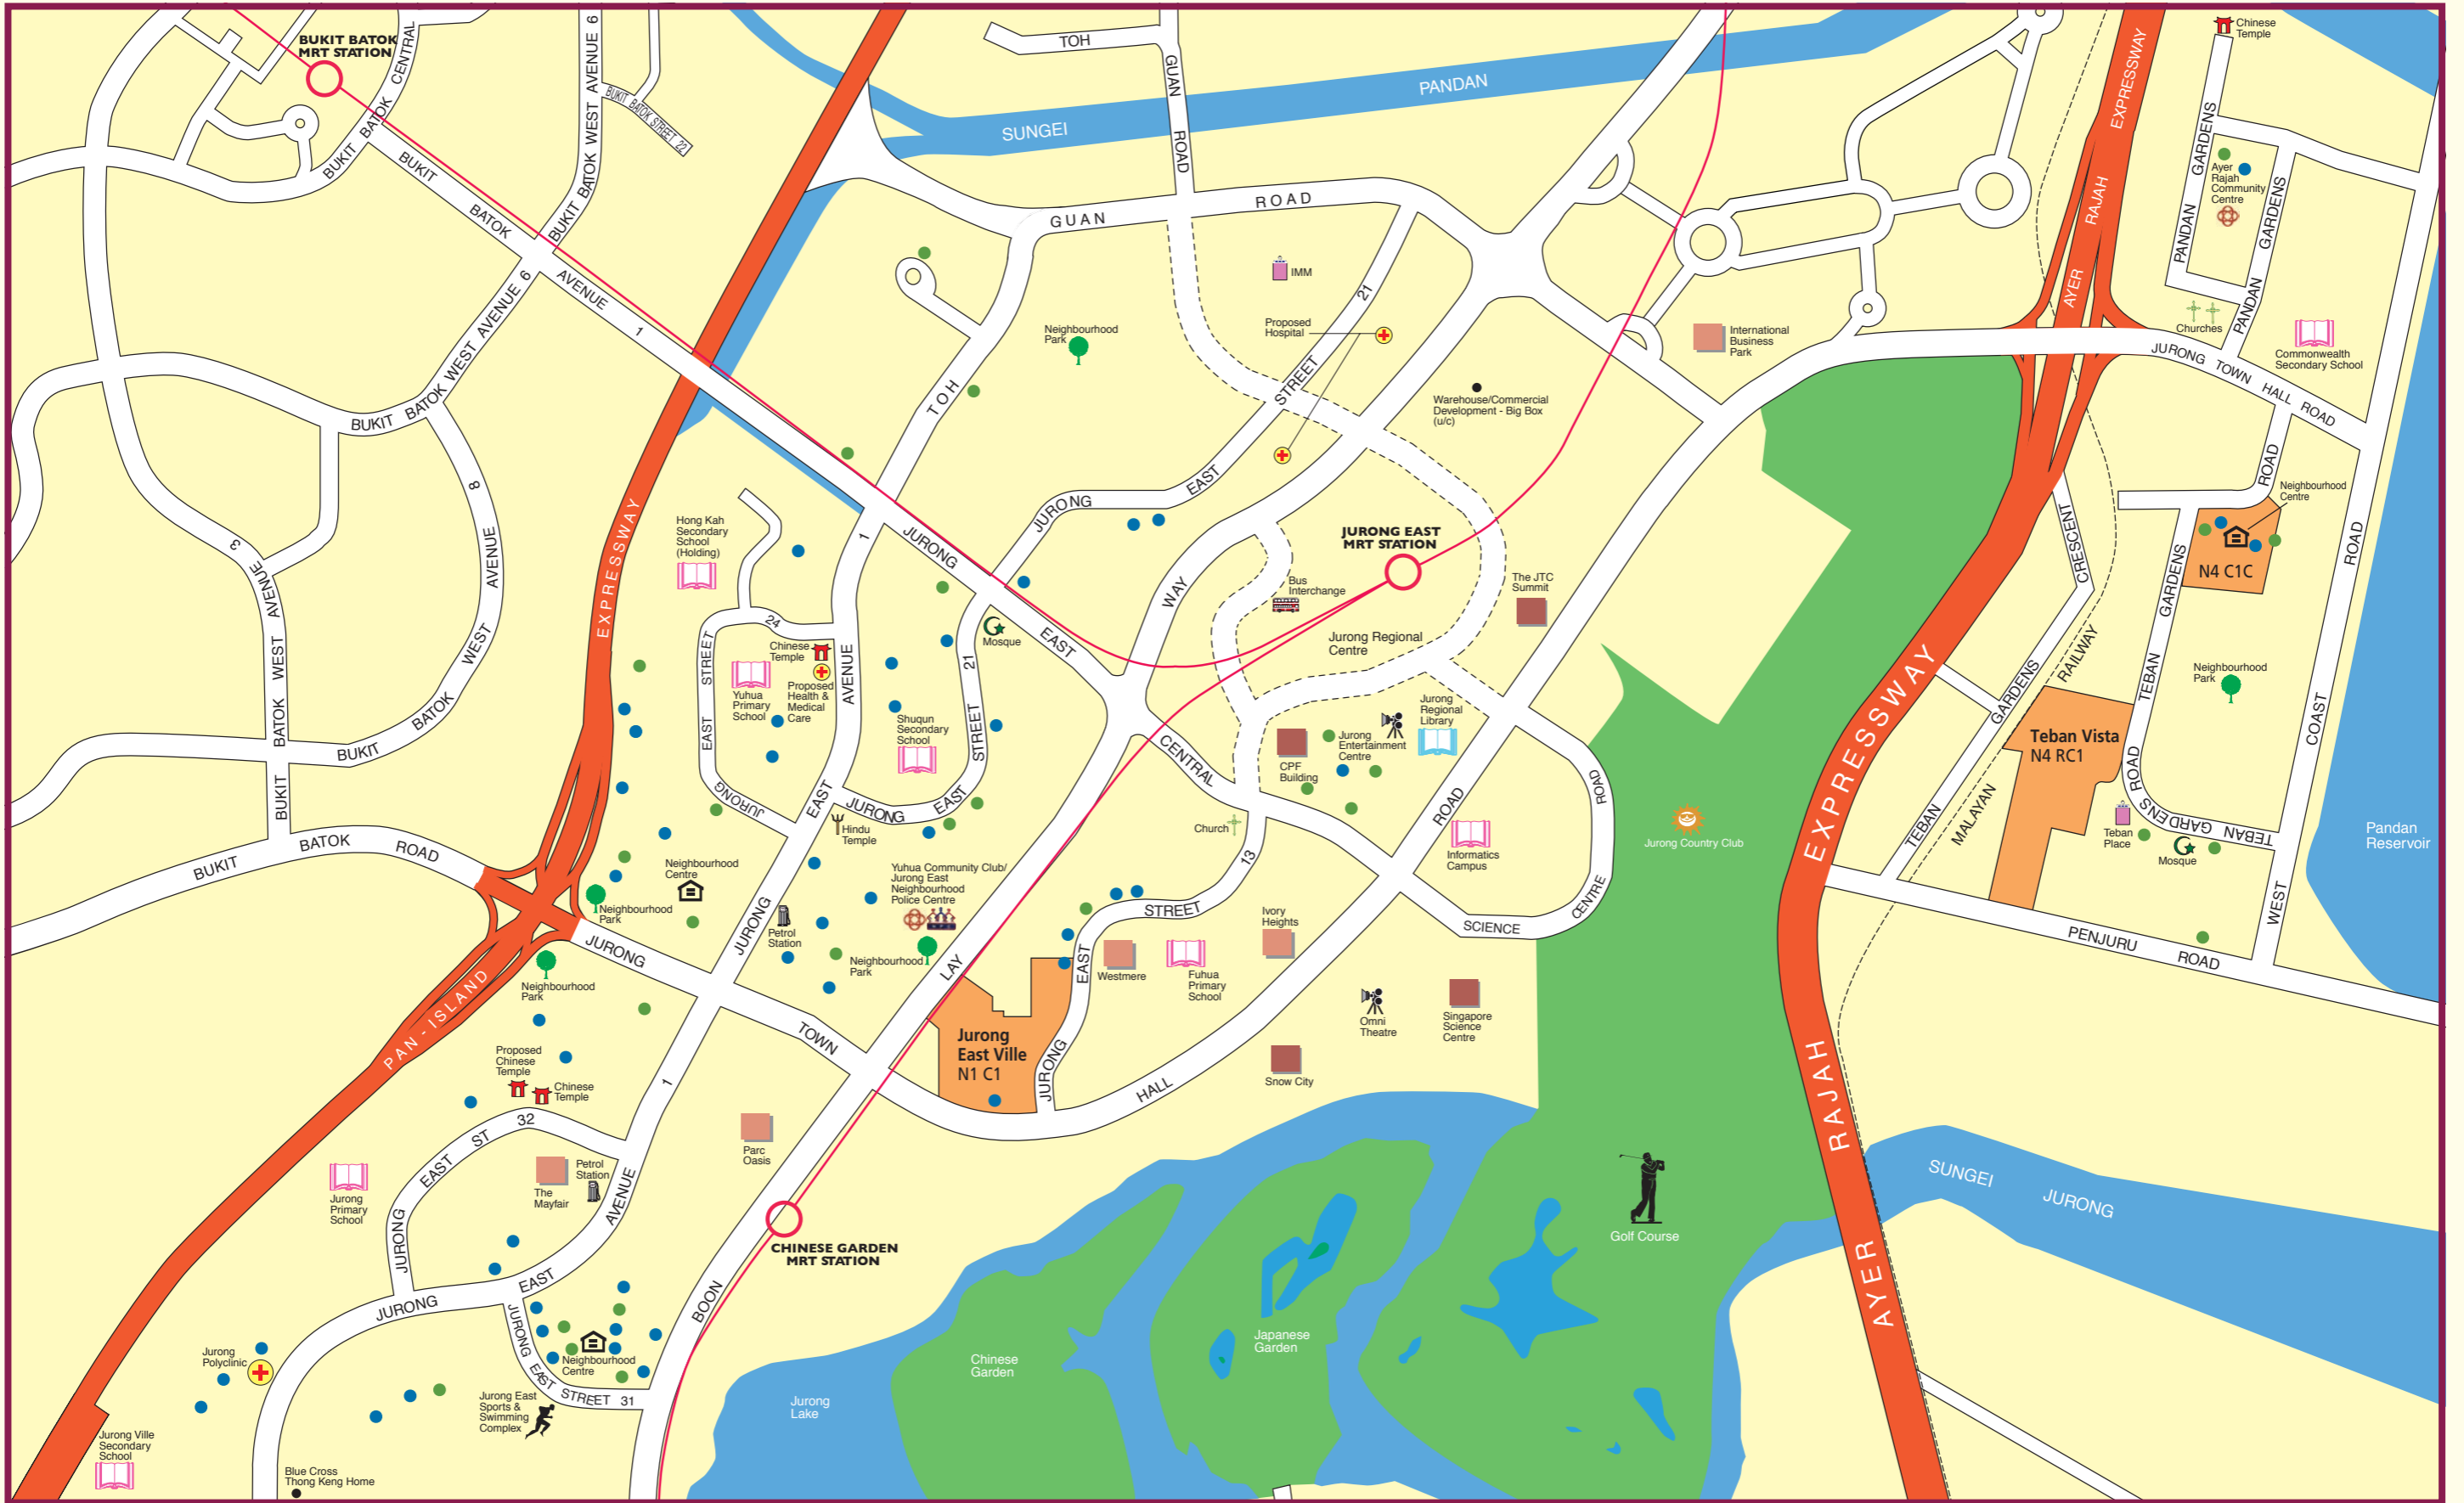 BUKIT BATOK
MRT STATION
BUKIT BATOK CENTRAL
BUKIT BATOK WEST AVENUE 6
BUKIT BATOK STREET 22
TOH
GUAN
ROAD
SUNGEI
PANDAN
EXPRESSWAY
RAJAH
AYER
Chinese
Temple
PANDAN GARDENS
Ayer
Rajah
Community
Centre
PANDAN GARDENS
Churches
Commonwealth
Secondary School
BUKIT BATOK AVENUE 1
GUAN ROAD
IMM
21
Proposed
Hospital
Neighbourhood
Park
International
Business
Park
JURONG TOWN HALL ROAD
BUKIT BATOK WEST AVENUE 6
TOH
STREET
Warehouse/Commercial
Development - Big Box
(u/c)
8
EXPRESSWAY
EAST
JURONG
Hong Kah
Secondary
School
(Holding)
1
JURONG
JURONG EAST
MRT STATION
ROAD
Neighbourhood
Centre
N4 C1C
3
AVENUE
AVENUE
WAY
Bus
Interchange
The JTC
Summit
CRESCENT
TEBAN GARDENS
ROAD
24
STREET
EAST
Chinese
Temple
Mosque
EAST
Jurong Regional
Centre
RAILWAY
Neighbourhood
Park
Yuhua
Primary
School
Proposed
Health &
Medical
Care
AVENUE
21
STREET
WEST
BATOK
BUKIT
BUKIT BATOK WEST
Shuqun
Secondary
School
Jurong
Regional
Library
Jurong
Entertainment
Centre
CPF
Building
CENTRAL
GARDENS
Teban Vista
N4 RC1
COAST
EXPRESSWAY
JURONG
EAST
JURONG EAST
Hindu
Temple
Church
ROAD
ROAD
Informatics
Campus
Jurong Country Club
TEBAN
MALAYAN
ROAD
TEBAN GARDENS
Teban
Place
Mosque
Pandan
Reservoir
BUKIT BATOK ROAD
Neighbourhood
Centre
Neighbourhood
Park
Yuhua Community Club/
Jurong East
Neighbourhood
Police Centre
13
STREET
EAST
Ivory
Heights
SCIENCE
CENTRE
WEST
PENJURU ROAD
JURONG
JURONG
Petrol
Station
Neighbourhood
Park
LAY
Westmere
Fuhua
Primary
School
Neighbourhood
Park
PAN-ISLAND
TOWN
Jurong
East Ville
N1 C1
JURONG
HALL
Omni
Theatre
Singapore
Science
Centre
Snow City
RAJAH
Proposed
Chinese
Temple
Chinese
Temple
1
32
ST
EAST
JURONG
The
Mayfair
Petrol
Station
AVENUE
Parc
Oasis
Jurong
Primary
School
Golf Course
SUNGEI JURONG
CHINESE GARDEN
MRT STATION
JURONG EAST
BOON
AYER
Jurong
Polyclinic
JURONG EAST STREET 31
Neighbourhood
Centre
Jurong East
Sports &
Swimming
Complex
Chinese
Garden
Japanese
Garden
Jurong
Lake
Jurong Ville
Secondary
School
Blue Cross
Thong Keng Home